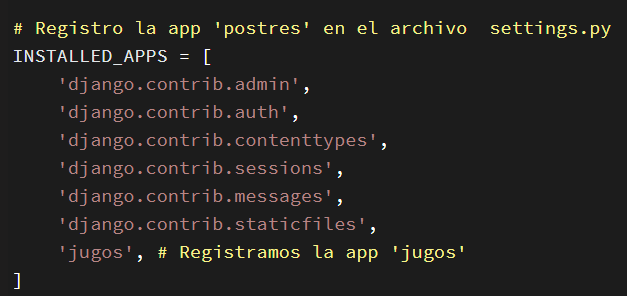 # Registro la app 'postres' en el archivo  settings.py
INSTALLED_APPS = [
    'django.contrib.admin',
    'django.contrib.auth',
    'django.contrib.contenttypes',
    'django.contrib.sessions',
    'django.contrib.messages',
    'django.contrib.staticfiles',
    'jugos', # Registramos la app 'jugos'
]